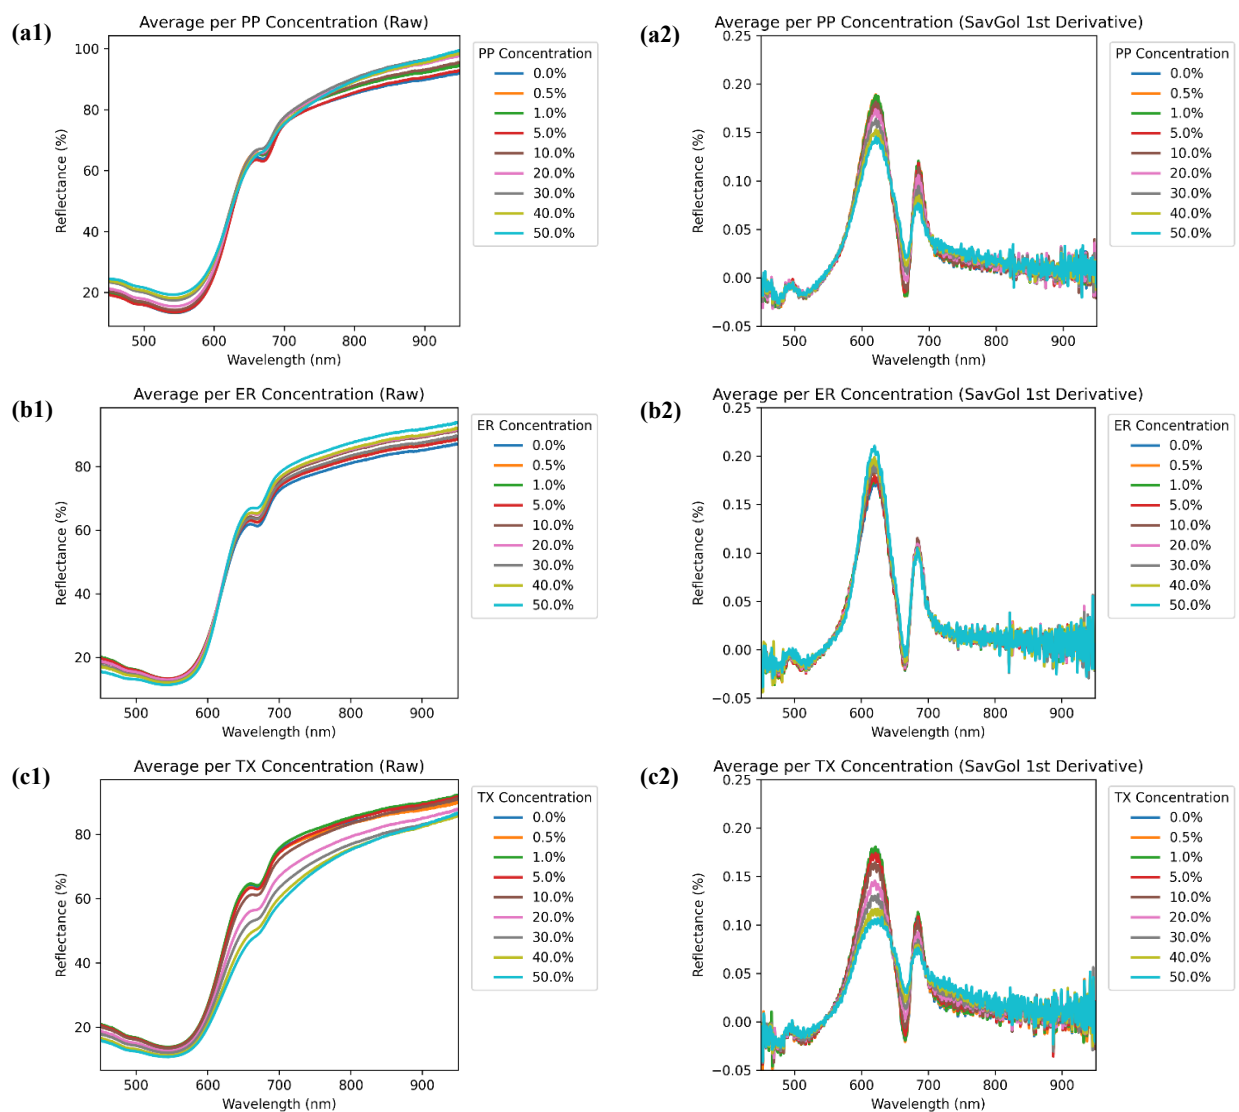 (a1)
Average per PP Concentration (Raw)
Reflectance (%)
100
80
60
40
20
500 600 700 800 900
Wavelength (nm)
PP Concentration
0.0%
0.5%
1.0%
5.0%
10.0%
20.0%
30.0%
40.0%
50.0%
(a2)
Average per PP Concentration (SavGol 1st Derivative)
Reflectance (%)
0.25
0.20
0.15
0.10
0.05
0.00
−0.05
500 600 700 800 900
Wavelength (nm)
PP Concentration
0.0%
0.5%
1.0%
5.0%
10.0%
20.0%
30.0%
40.0%
50.0%
(b1)
Average per ER Concentration (Raw)
Reflectance (%)
80
60
40
20
500 600 700 800 900
Wavelength (nm)
ER Concentration
0.0%
0.5%
1.0%
5.0%
10.0%
20.0%
30.0%
40.0%
50.0%
(b2)
Average per ER Concentration (SavGol 1st Derivative)
Reflectance (%)
0.25
0.20
0.15
0.10
0.05
0.00
−0.05
500 600 700 800 900
Wavelength (nm)
ER Concentration
0.0%
0.5%
1.0%
5.0%
10.0%
20.0%
30.0%
40.0%
50.0%
(c1)
Average per TX Concentration (Raw)
Reflectance (%)
80
60
40
20
500 600 700 800 900
Wavelength (nm)
TX Concentration
0.0%
0.5%
1.0%
5.0%
10.0%
20.0%
30.0%
40.0%
50.0%
(c2)
Average per TX Concentration (SavGol 1st Derivative)
Reflectance (%)
0.25
0.20
0.15
0.10
0.05
0.00
−0.05
500 600 700 800 900
Wavelength (nm)
TX Concentration
0.0%
0.5%
1.0%
5.0%
10.0%
20.0%
30.0%
40.0%
50.0%